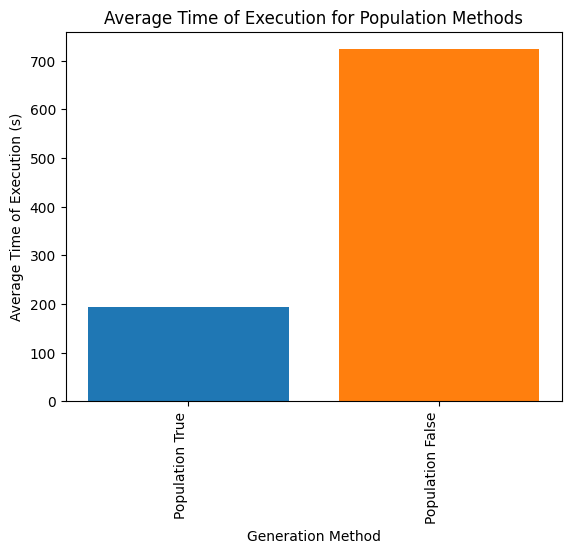 Average Time of Execution for Population Methods
Average Time of Execution (s)
700
600
500
400
300
200
100
0
Population True
Population False
Generation Method